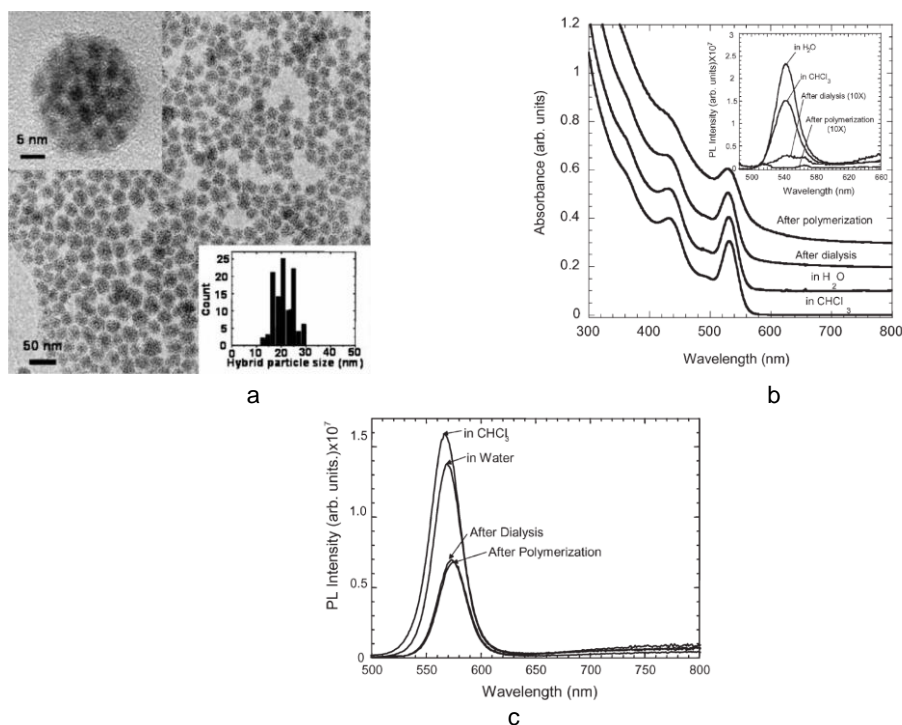 5 nm
50 nm
Count
25
20
15
10
5
0
0 10 20 30 40 50
Hybrid particle size (nm)
a
Absorbance (arb. units)
1.2
1
0.8
0.6
0.4
0.2
0
300 400 500 600 700 800
Wavelength (nm)
After polymerization
After dialysis
in H2O
in CHCl3
PL Intensity (arb. units)X10^7
3
2.5
2
1.5
1
0.5
0
500 540 580 620 660
Wavelength (nm)
in H2O
in CHCl3
After dialysis (10X)
After polymerization
(10X)
b
PL Intensity (arb. units.)x10^7
1.5
1.0
0.5
0
500 550 600 650 700 750 800
Wavelength (nm)
in CHCl3
in Water
After Dialysis
After Polymerization
c